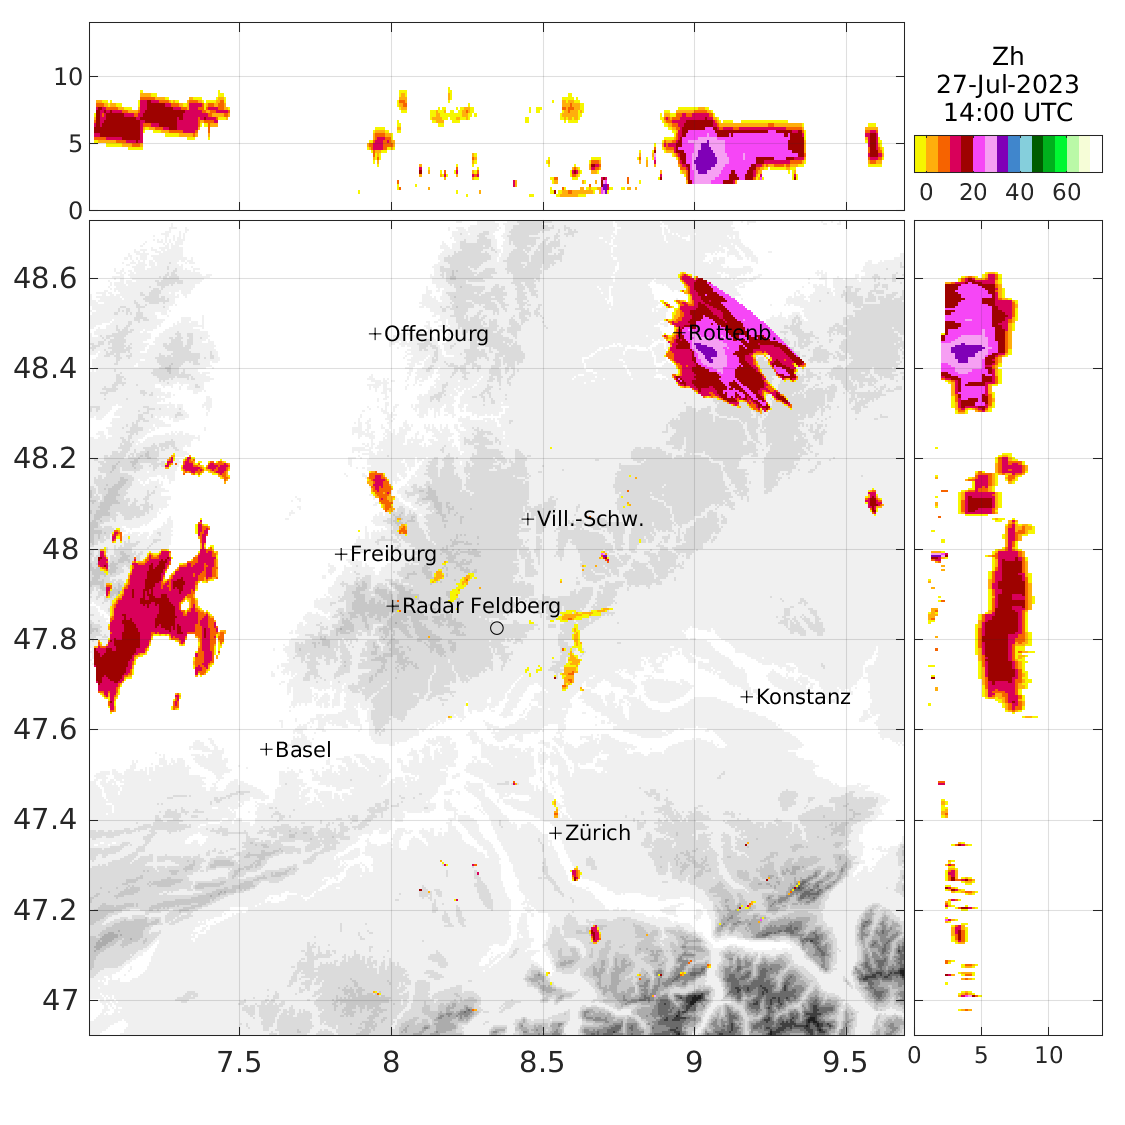 10
5
0
Zh
27-Jul-2023
14:00 UTC
0 20 40 60
48.6
48.4
48.2
48
47.8
47.6
47.4
47.2
47
+Offenburg
+Rottenb.
+Vill.-Schw.
+Freiburg
+Radar Feldberg
+Konstanz
+Basel
+Zürich
7.5 8 8.5 9 9.5
0 5 10